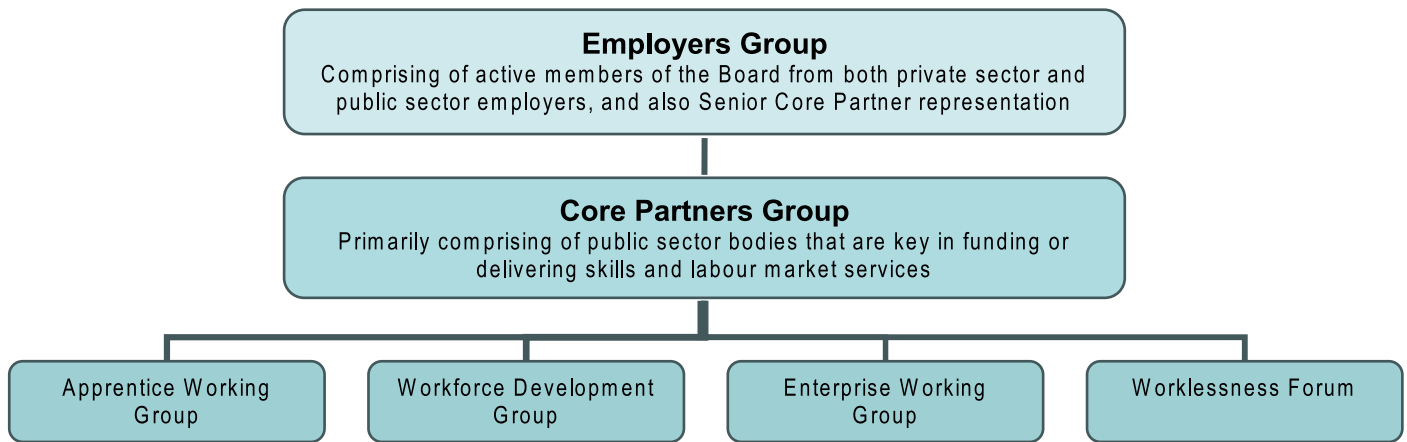 Employers Group
Comprising of active members of the Board from both private sector and
public sector employers, and also Senior Core Partner representation
Core Partners Group
Primarily comprising of public sector bodies that are key in funding or
delivering skills and labour market services
Apprentice Working
Group
Workforce Development
Group
Enterprise Working
Group
Worklessness Forum